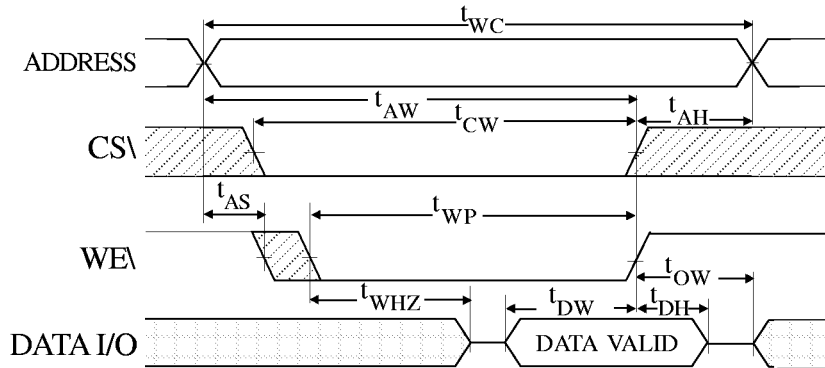 tWC
ADDRESS
tAW
tCW
tAH
CS\
tAS
tWP
WE\
tOW
tWHZ
tDW
tDH
DATA I/O
DATA VALID